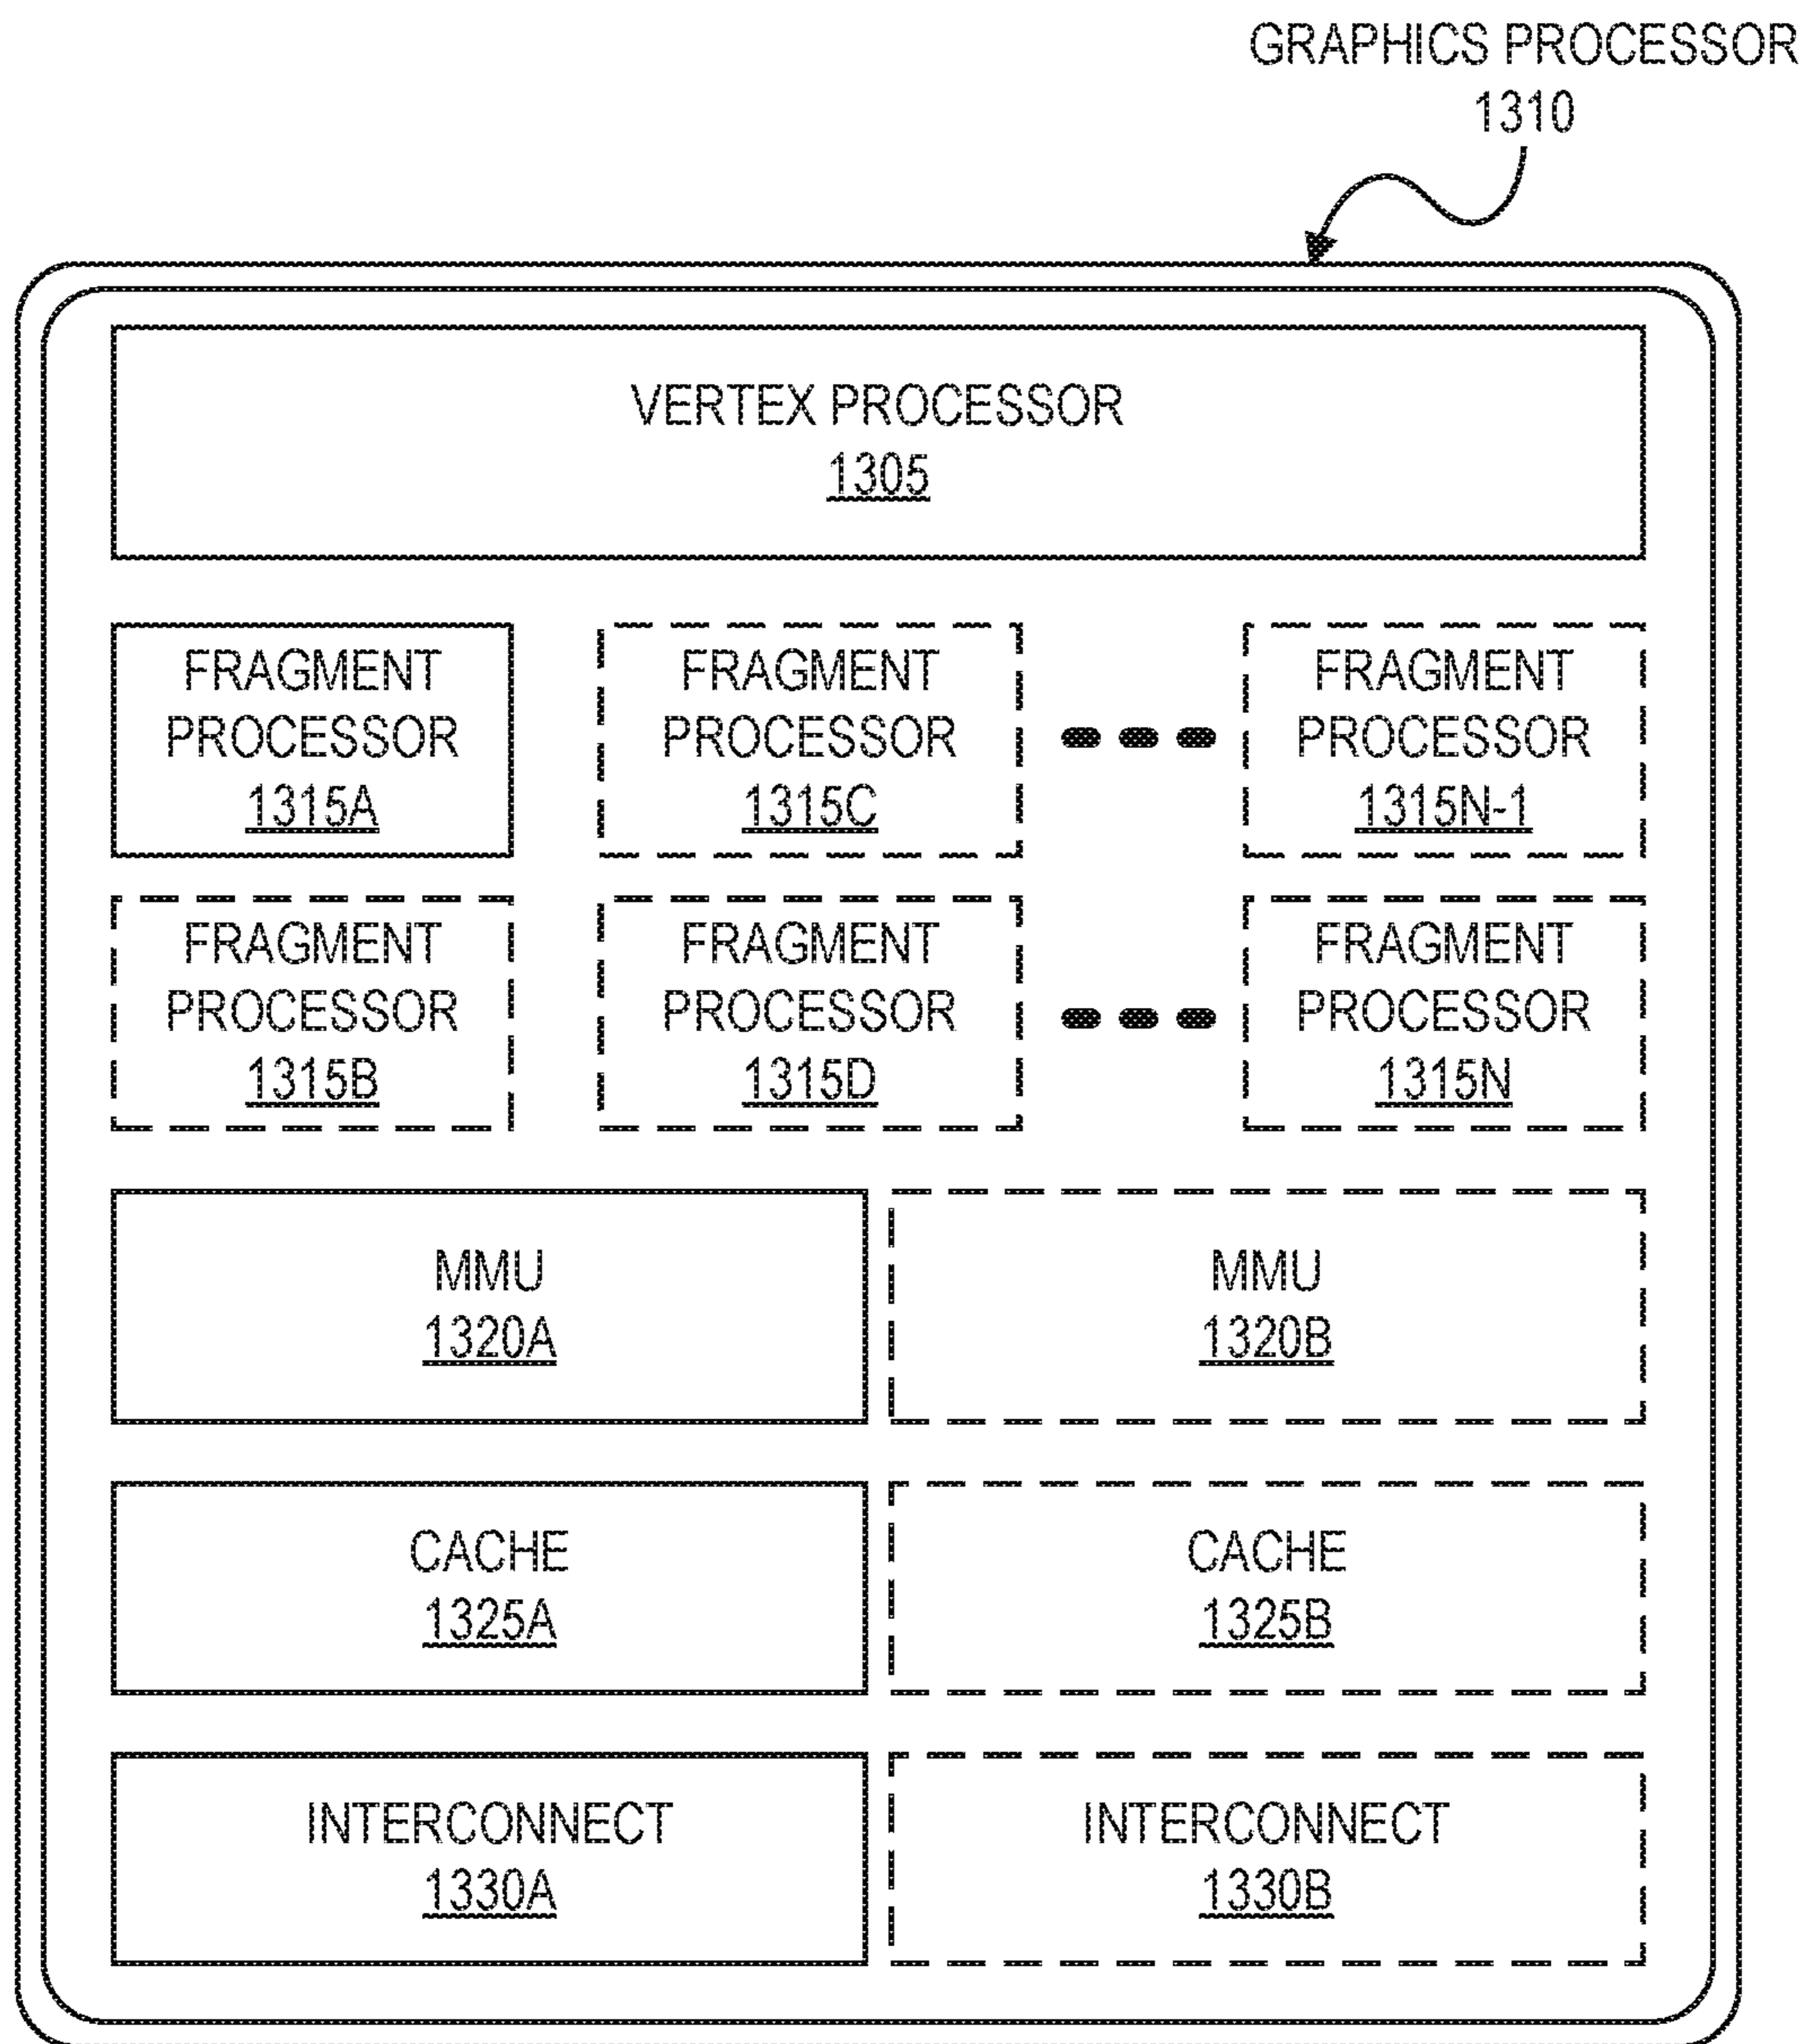 GRAPHICS PROCESSOR
1310
VERTEX PROCESSOR
1305
FRAGMENT
PROCESSOR
1315A
FRAGMENT
PROCESSOR
1315C
FRAGMENT
PROCESSOR
1315N-1
FRAGMENT
PROCESSOR
1315B
FRAGMENT
PROCESSOR
1315D
FRAGMENT
PROCESSOR
1315N
MMU
1320A
MMU
1320B
CACHE
1325A
CACHE
1325B
INTERCONNECT
1330A
INTERCONNECT
1330B